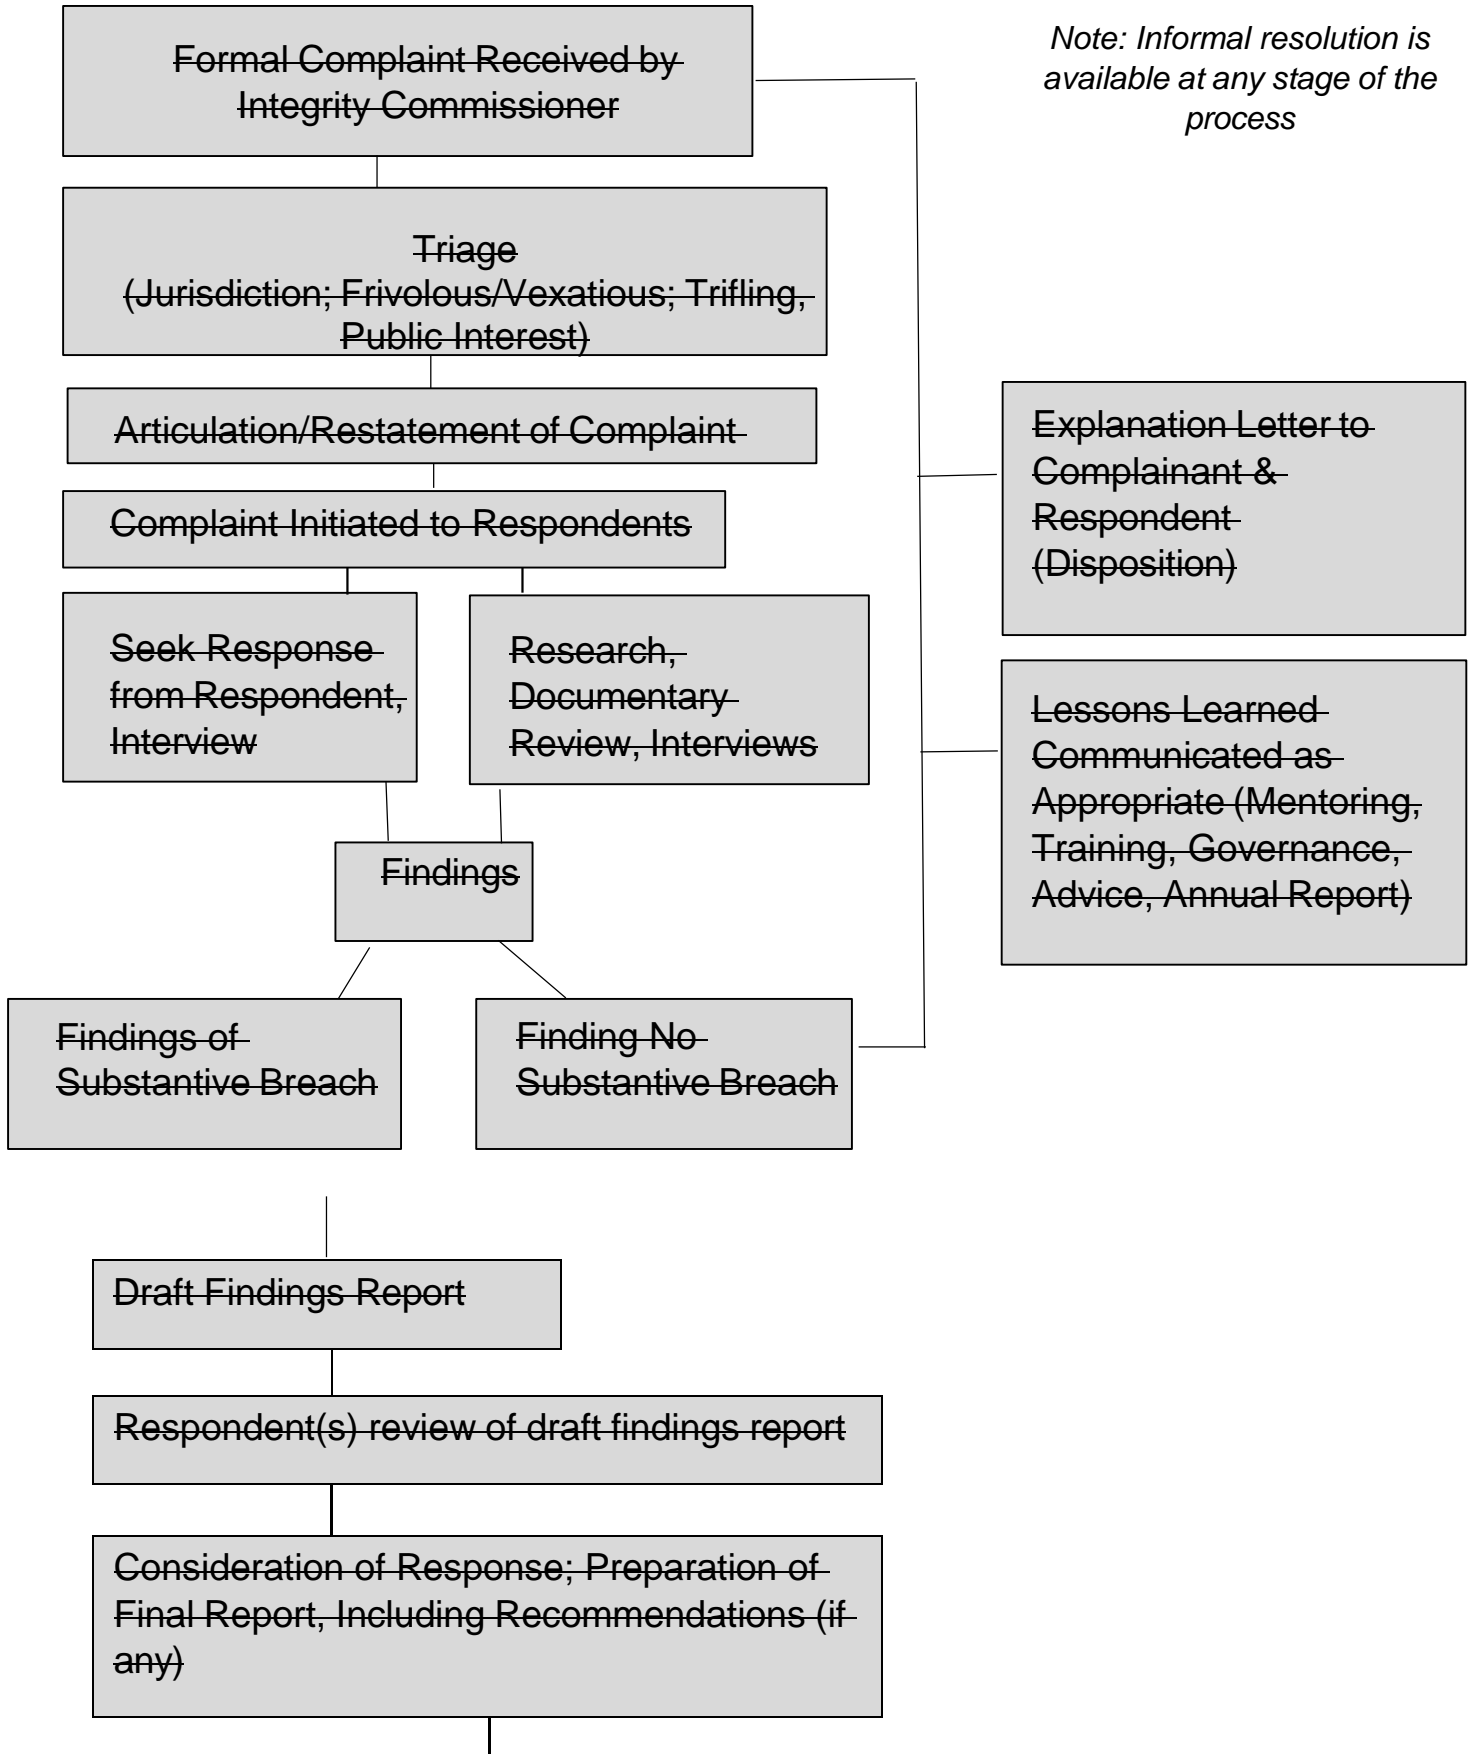 Formal Complaint Received by
Integrity Commissioner
Note: Informal resolution is
available at any stage of the
process
Triage
(Jurisdiction; Frivolous/Vexatious; Trifling,
Public Interest)
Articulation/Restatement of Complaint
Complaint Initiated to Respondents
Seek Response
from Respondent,
Interview
Research,
Documentary
Review, Interviews
Explanation Letter to
Complainant &
Respondent
(Disposition)
Lessons Learned
Communicated as
Appropriate (Mentoring,
Training, Governance,
Advice, Annual Report)
Findings
Findings of
Substantive Breach
Finding No
Substantive Breach
Draft Findings Report
Respondent(s) review of draft findings report
Consideration of Response; Preparation of
Final Report, Including Recommendations (if
any)